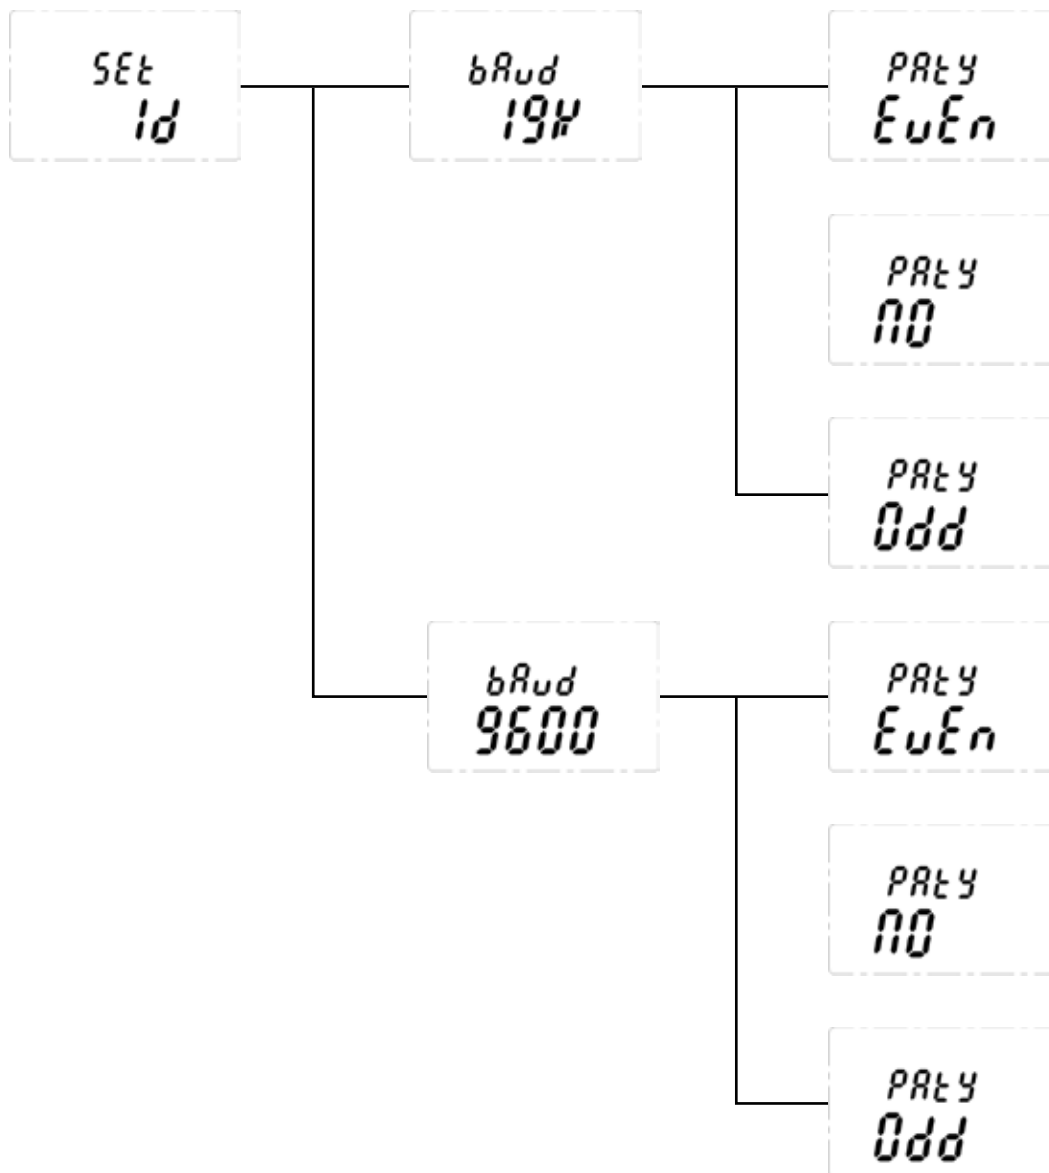 SEt
Id
bAud
19K
PAty
EvEn
PAty
NO
PAty
Odd
bAud
9600
PAty
EvEn
PAty
NO
PAty
Odd